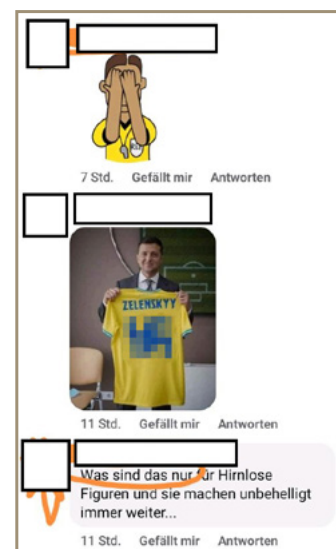 7 Std. Gefällt mir Antworten
ZELENSKYY
11 Std. Gefällt mir Antworten
Was sind das nur für Hirnlose
Figuren und sie machen unbehelligt
immer weiter...
11 Std. Gefällt mir Antworten